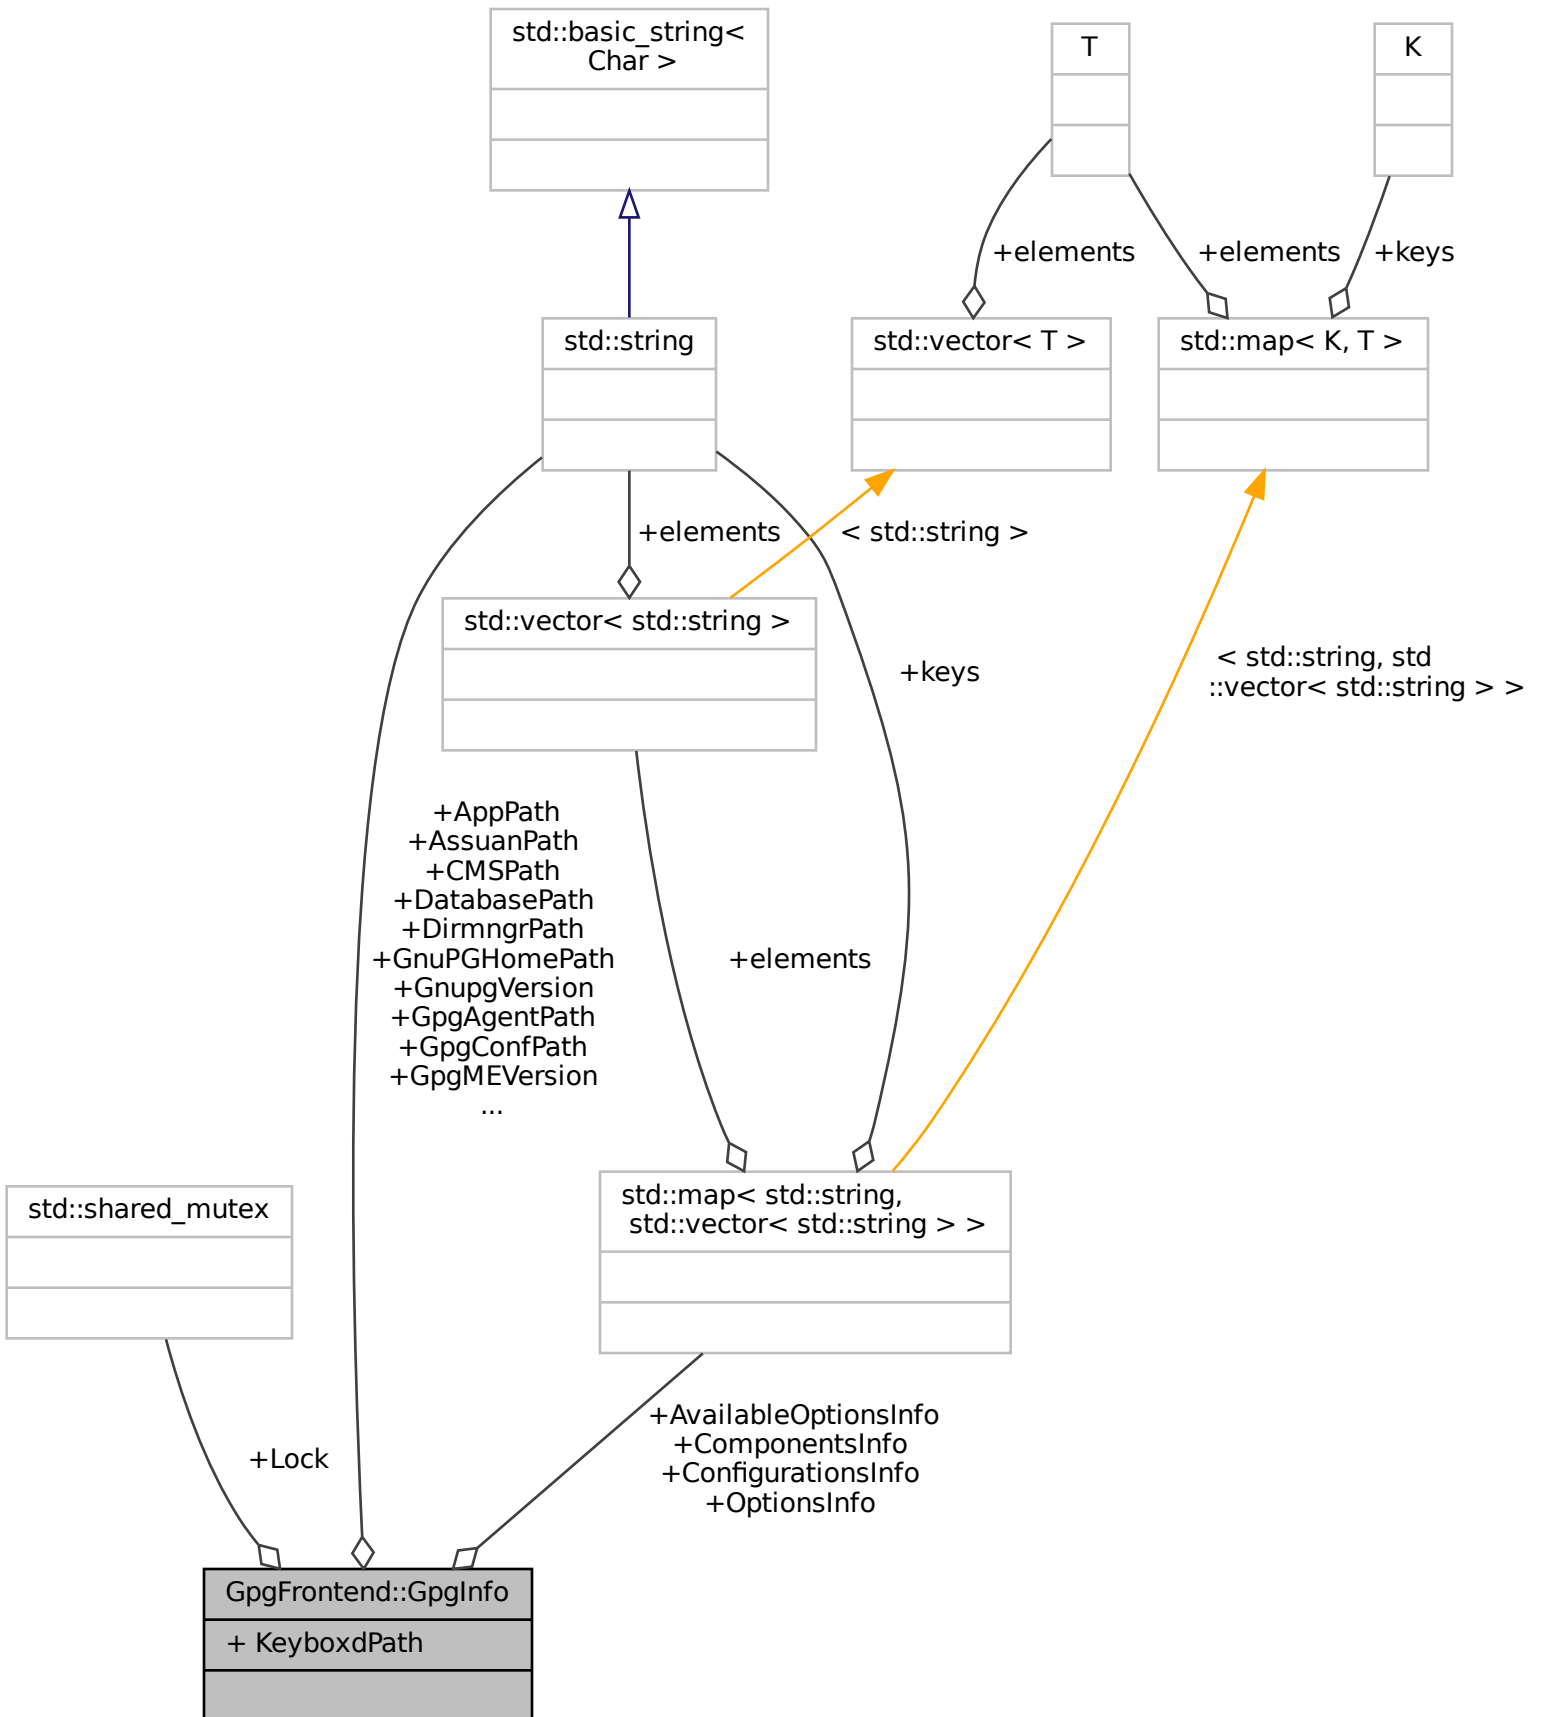 std::basic_string<
Char >
T
K
+elements
+elements
+keys
std::string
std::vector< T >
std::map< K, T >
+elements
< std::string >
std::vector< std::string >
+keys
< std::string, std
::vector< std::string > >
+AppPath
+AssuanPath
+CMSPath
+DatabasePath
+DirmngrPath
+GnuPGHomePath
+GnupgVersion
+GpgAgentPath
+GpgConfPath
+GpgMEVersion
...
+elements
std::shared_mutex
std::map< std::string,
std::vector< std::string > >
+Lock
+AvailableOptionsInfo
+ComponentsInfo
+ConfigurationsInfo
+OptionsInfo
GpgFrontend::GpgInfo
+ KeyboxdPath